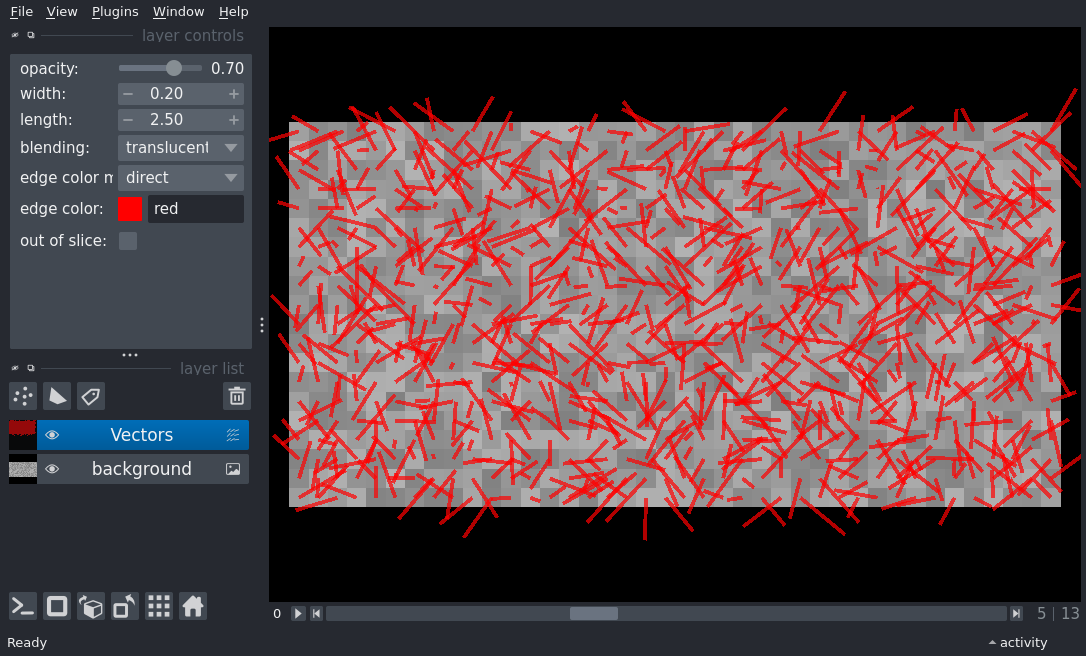 File View Plugins Window Help
layer controls
opacity: 0.70
width: − 0.20 +
length: − 2.50 +
blending: translucent
edge color m direct
edge color: red
out of slice:
layer list
Vectors
background
0 5 | 13
Ready activity